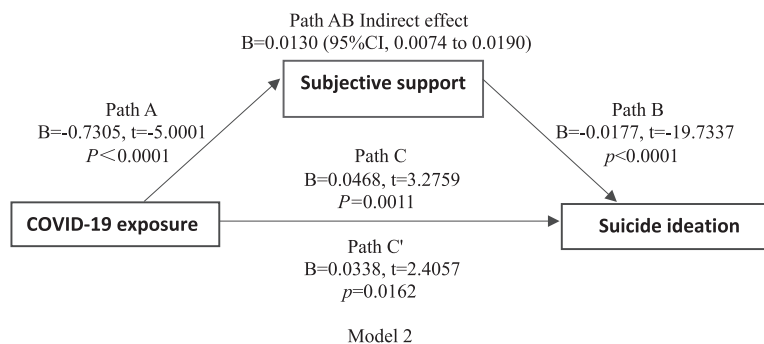 Path AB Indirect effect
B=0.0130 (95%CI, 0.0074 to 0.0190)
Subjective support
Path A
B=-0.7305, t=-5.0001
P＜0.0001
Path B
B=-0.0177, t=-19.7337
p<0.0001
Path C
B=0.0468, t=3.2759
P=0.0011
COVID-19 exposure
Suicide ideation
Path C'
B=0.0338, t=2.4057
p=0.0162
Model 2